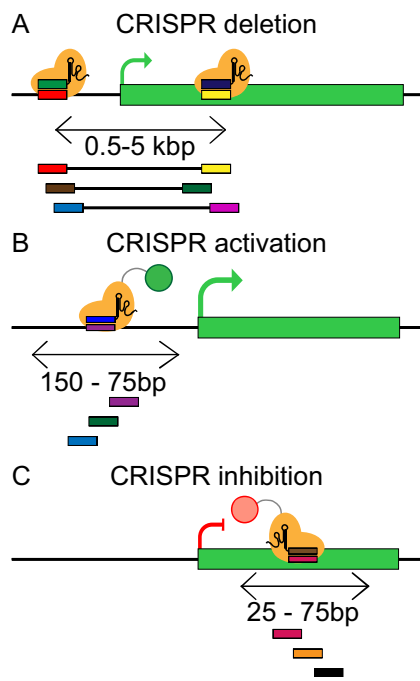 A CRISPR deletion
0.5-5 kbp
B CRISPR activation
150 - 75bp
C CRISPR inhibition
25 - 75bp